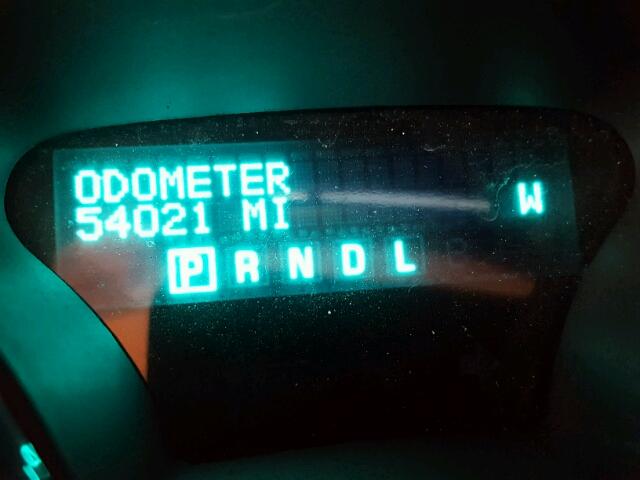 ODOMETER
54021 MI
W
P R N D L